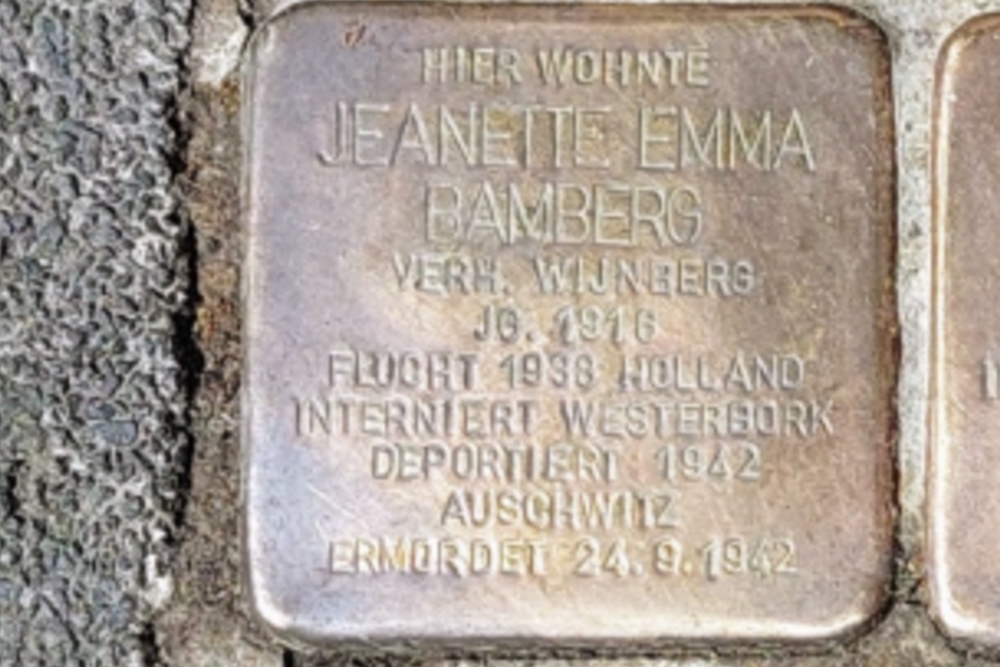 HIER WOHNTE
JEANETTE EMMA
BAMBERG
VERH. WIJNBERG
JG. 1916
FLUCHT 1938 HOLLAND
INTERNIERT WESTERBORK
DEPORTIERT 1942
AUSCHWITZ
ERMORDET 24.9.1942